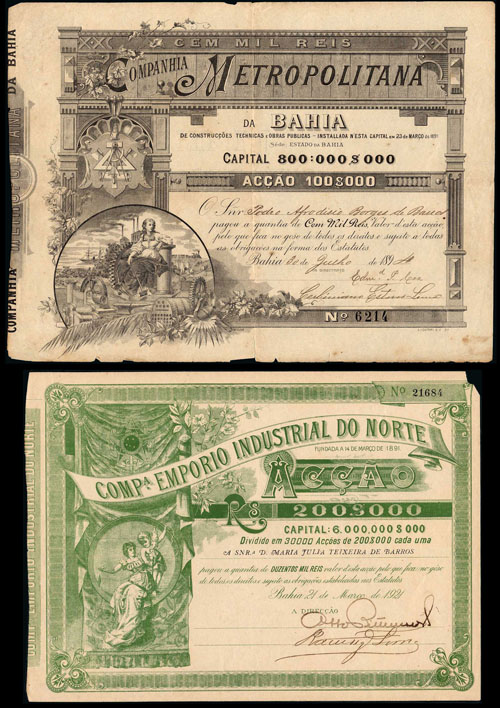 CEM MIL REIS
COMPANHIA
METROPOLITANA
DA BAHIA
DE CONSTRUCÇÕES TECHNICAS E OBRAS PUBLICAS - INSTALLADA N'ESTA CAPITAL EM 23 DE MARÇO DE 1891
Séde: ESTADO DA BAHIA
CAPITAL 800:000$000
ACÇÃO 100$000
O Snr. Pedro Afrodisio Borges de Barros
pagou a quantia de Cem Mil Reis, valor d'esta acção
pelo que fica no goso de todos os direitos e sujeito a todas
as obrigações na forma dos Estatutos.
Bahia 20 de Junho de 1894
Nº 6214
COMPANHIA
DA BAHIA
D Nº 21684
COMPª. EMPORIO INDUSTRIAL DO NORTE
FUNDADA A 14 DE MARÇO DE 1891.
ACÇÃO
Rs 200$000
CAPITAL: 6.000,000$000
Dividido em 30000 Acções de 200$000 cada uma
A SNRA. D. MARIA JULIA TEIXEIRA DE BARROS
pagou a quantia de DUZENTOS MIL REIS valor d'esta acção pelo que fica no góso
de todos os direitos e sujeito as obrigações estabelecidas nos Estatutos
Bahia, 21 de Março de 1921
A DIRECÇÃO
COMPª. EMPORIO INDUSTRIAL DO NORTE